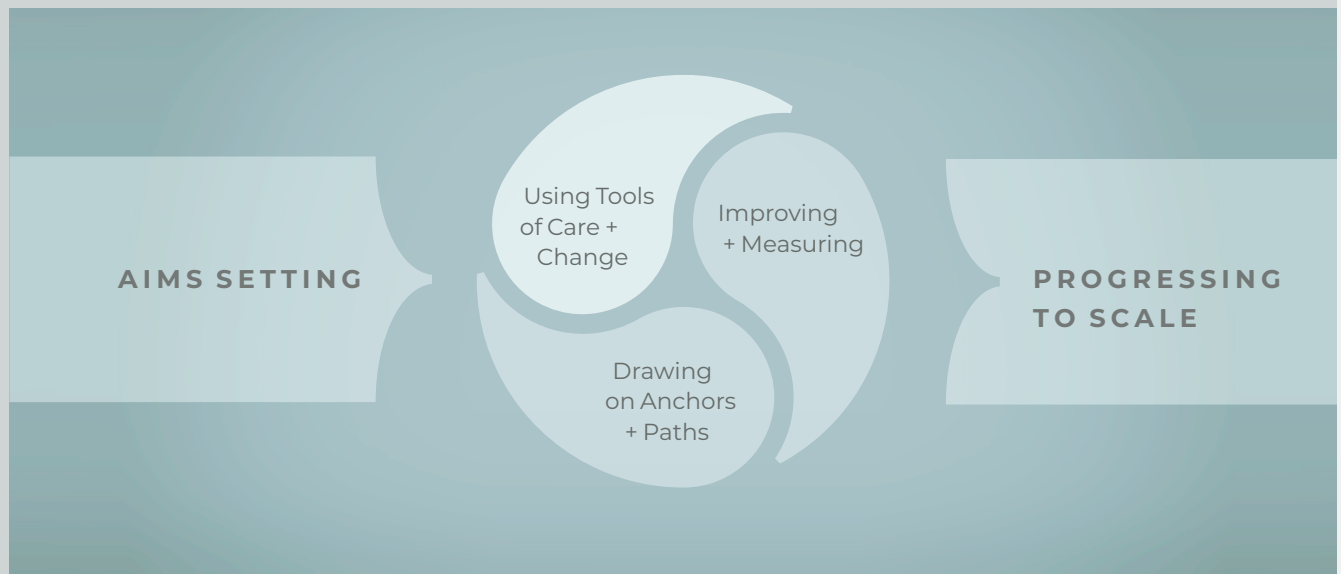 AIMS SETTING
Using Tools
of Care +
Change
Improving
+ Measuring
Drawing
on Anchors
+ Paths
PROGRESSING
TO SCALE